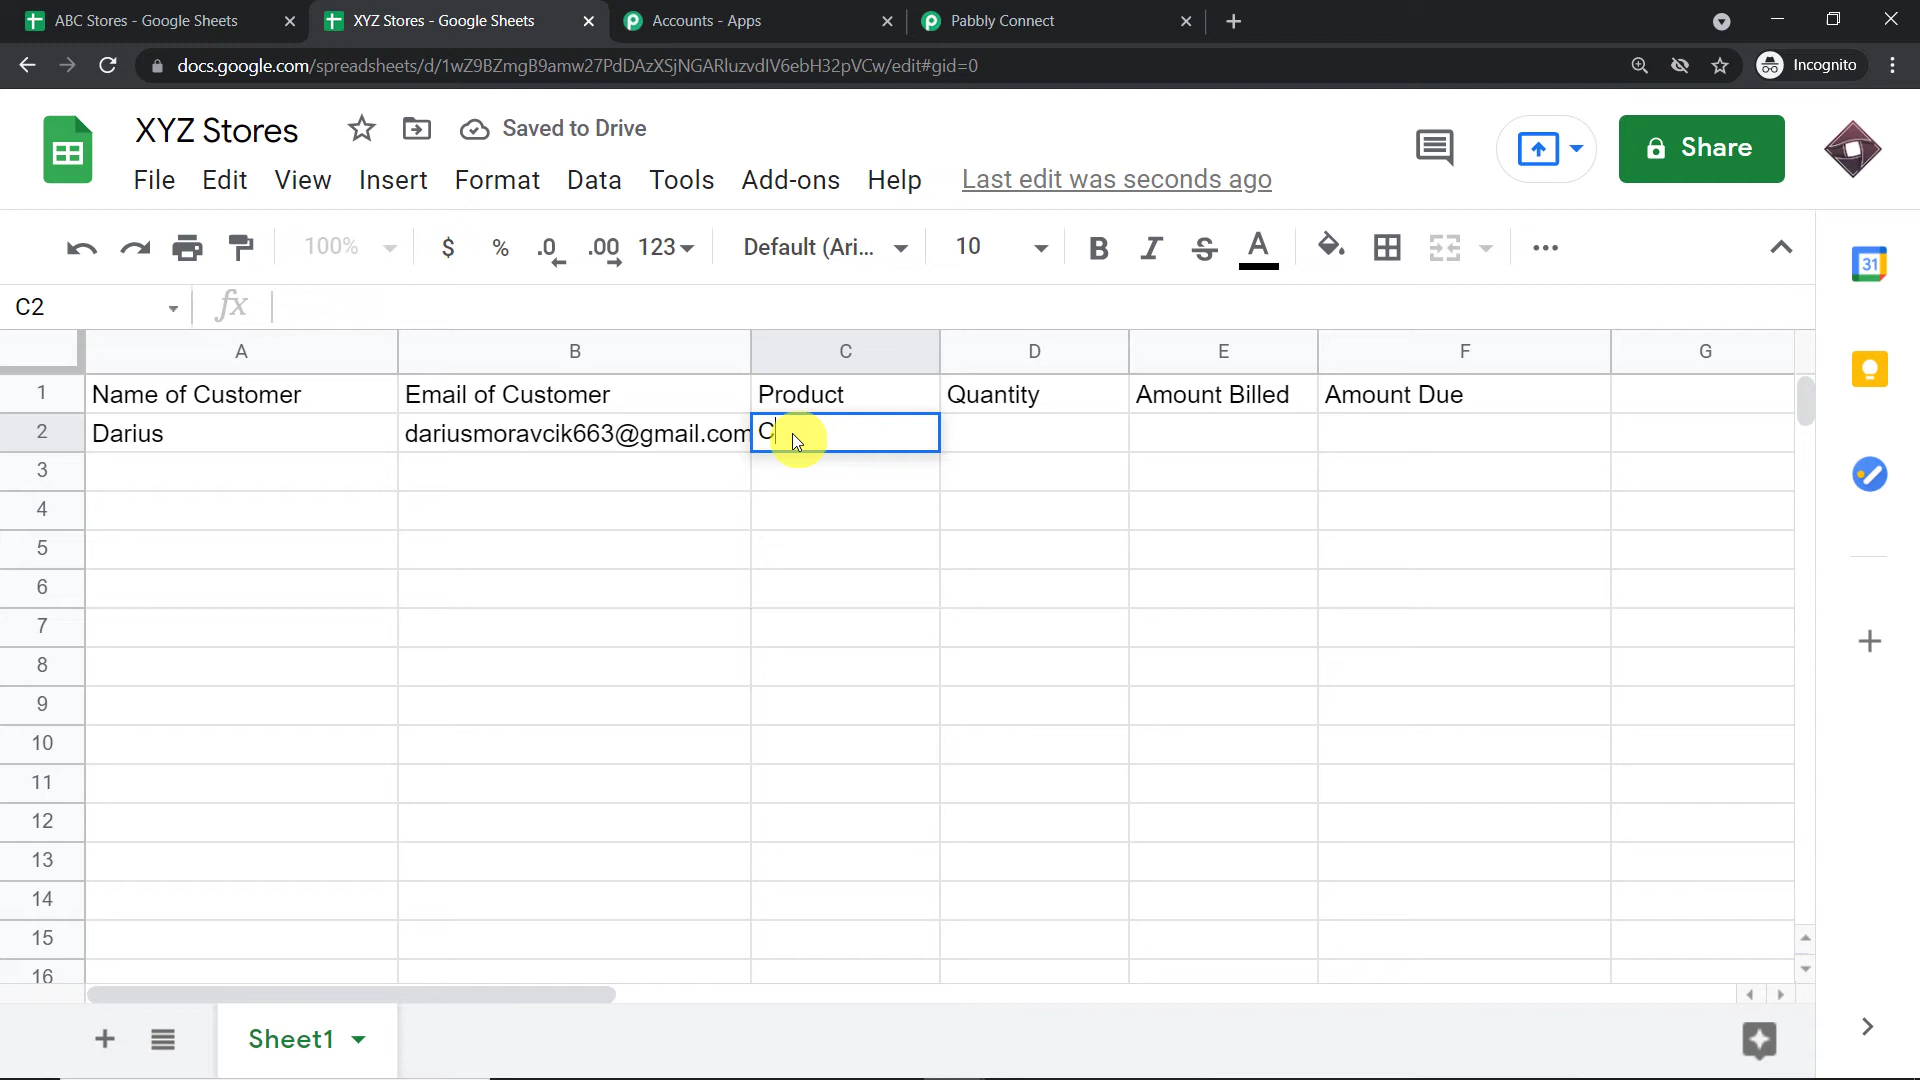 ABC Stores - Google Sheets
XYZ Stores - Google Sheets
Accounts - Apps
Pabbly Connect
docs.google.com/spreadsheets/d/1wZ9BZmgB9amw27PdDAzXSjNGARluzvdIV6ebH32pVCw/edit#gid=0
Incognito
XYZ Stores
Saved to Drive
Share
File Edit View Insert Format Data Tools Add-ons Help Last edit was seconds ago
100% $ % .0 .00 123 Default (Ari... 10 B I S A
31
C2 fx
A B C D E F G
1 Name of Customer Email of Customer Product Quantity Amount Billed Amount Due
2 Darius dariusmoravcik663@gmail.com C
3
4
5
6
7
8
9
10
11
12
13
14
15
16
Sheet1